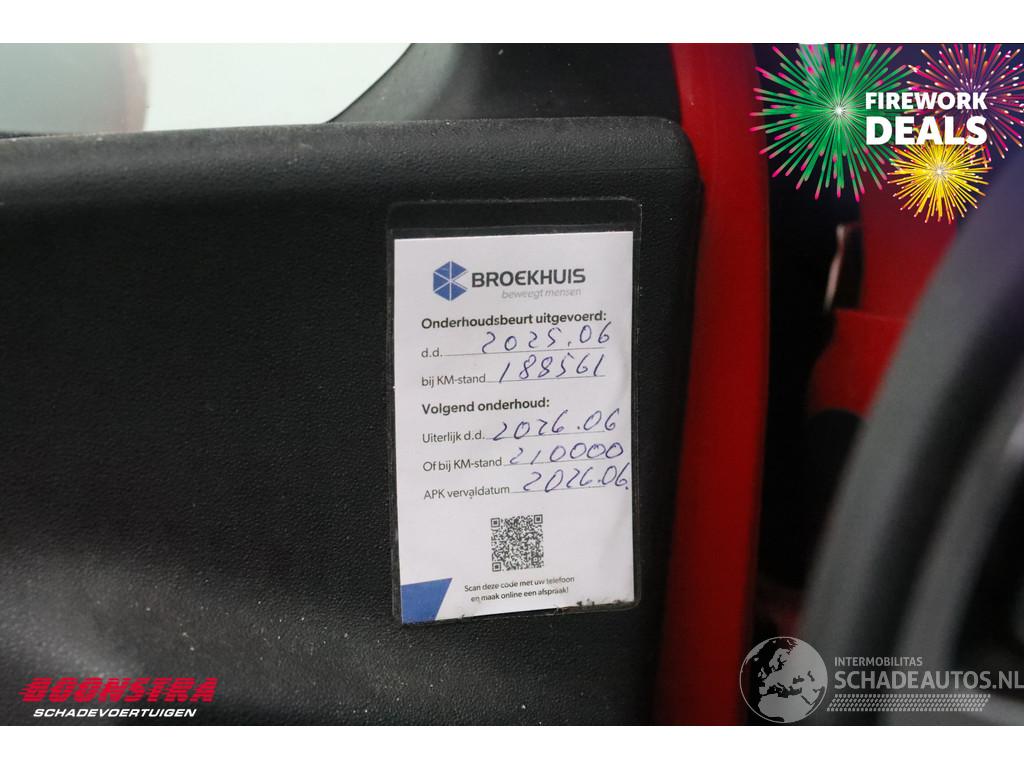 FIREWORK
DEALS
BROEKHUIS
beweegt mensen
Onderhoudsbeurt uitgevoerd:
d.d. 2025.06
bij KM-stand 188561
Volgend onderhoud:
Uiterlijk d.d. 2026.06
Of bij KM-stand 210000
APK vervaldatum 2026.06.
Scan deze code met uw telefoon
en maak online een afspraak!
BOONSTRA
SCHADEVOERTUIGEN
INTERMOBILITAS
SCHADEAUTOS.NL